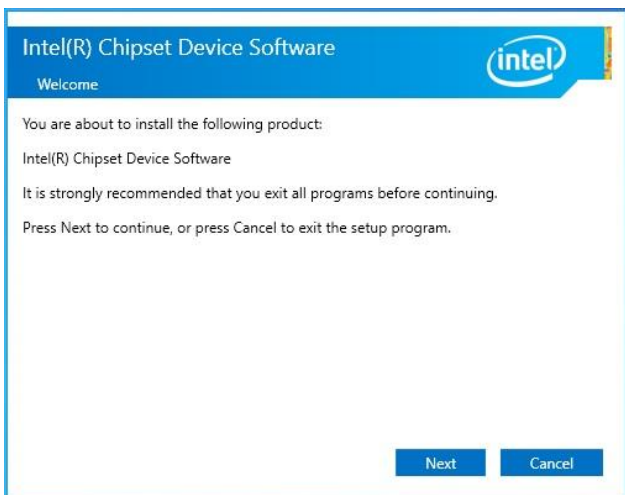 Intel(R) Chipset Device Software
Welcome
intel
You are about to install the following product:
Intel(R) Chipset Device Software
It is strongly recommended that you exit all programs before continuing.
Press Next to continue, or press Cancel to exit the setup program.
Next
Cancel